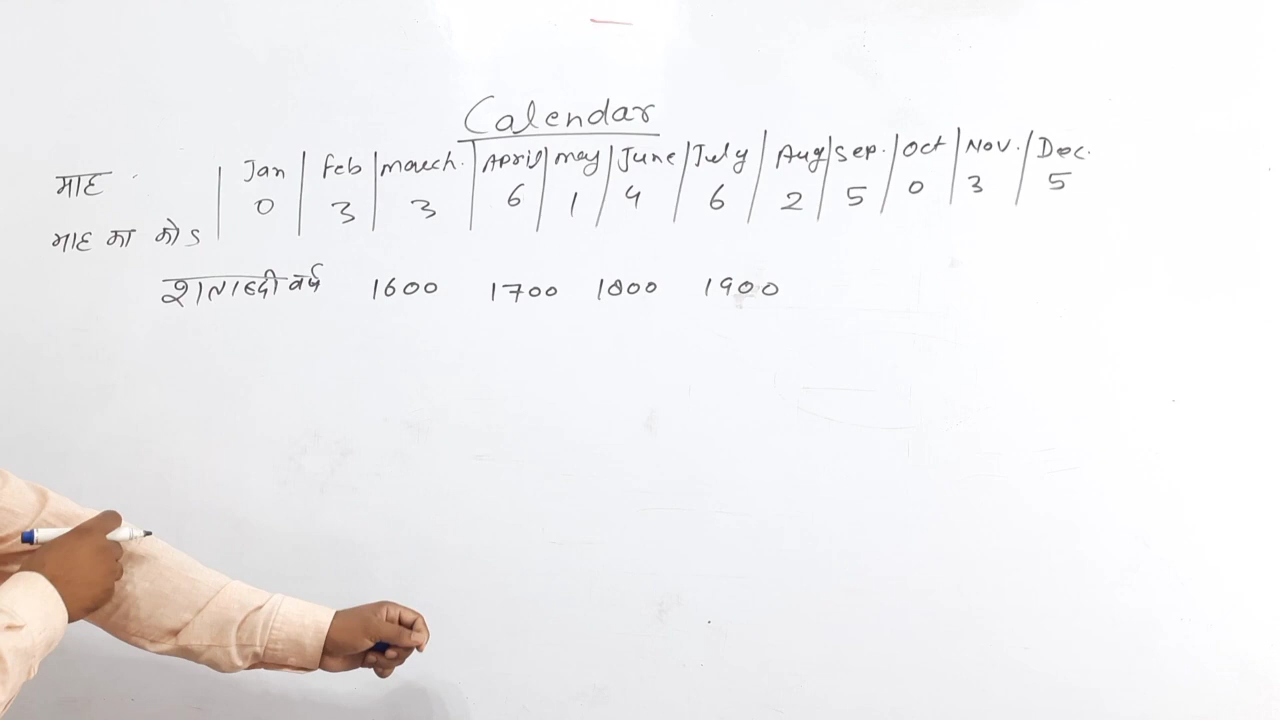 Calendar
माह | Jan | Feb | march. | April | may | June | July | Aug | Sep. | Oct | Nov. | Dec.
माह का कोड | 0 | 3 | 3 | 6 | 1 | 4 | 6 | 2 | 5 | 0 | 3 | 5
शताब्दी वर्ष 1600 1700 1800 1900